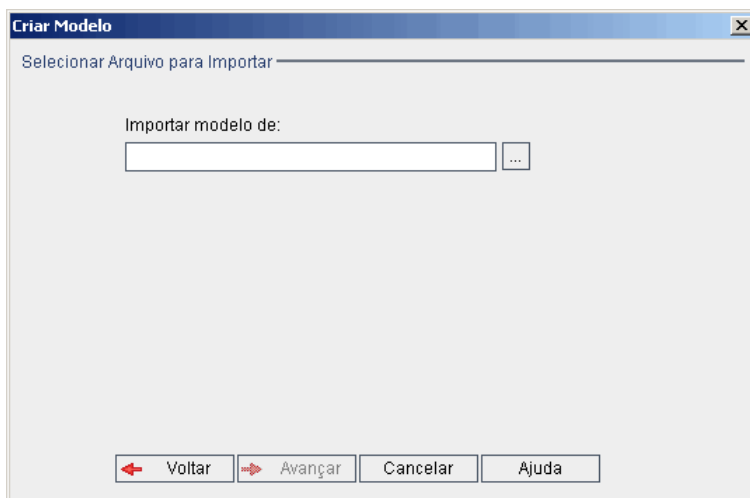 Criar Modelo
Selecionar Arquivo para Importar
Importar modelo de:
...
Voltar Avançar Cancelar Ajuda